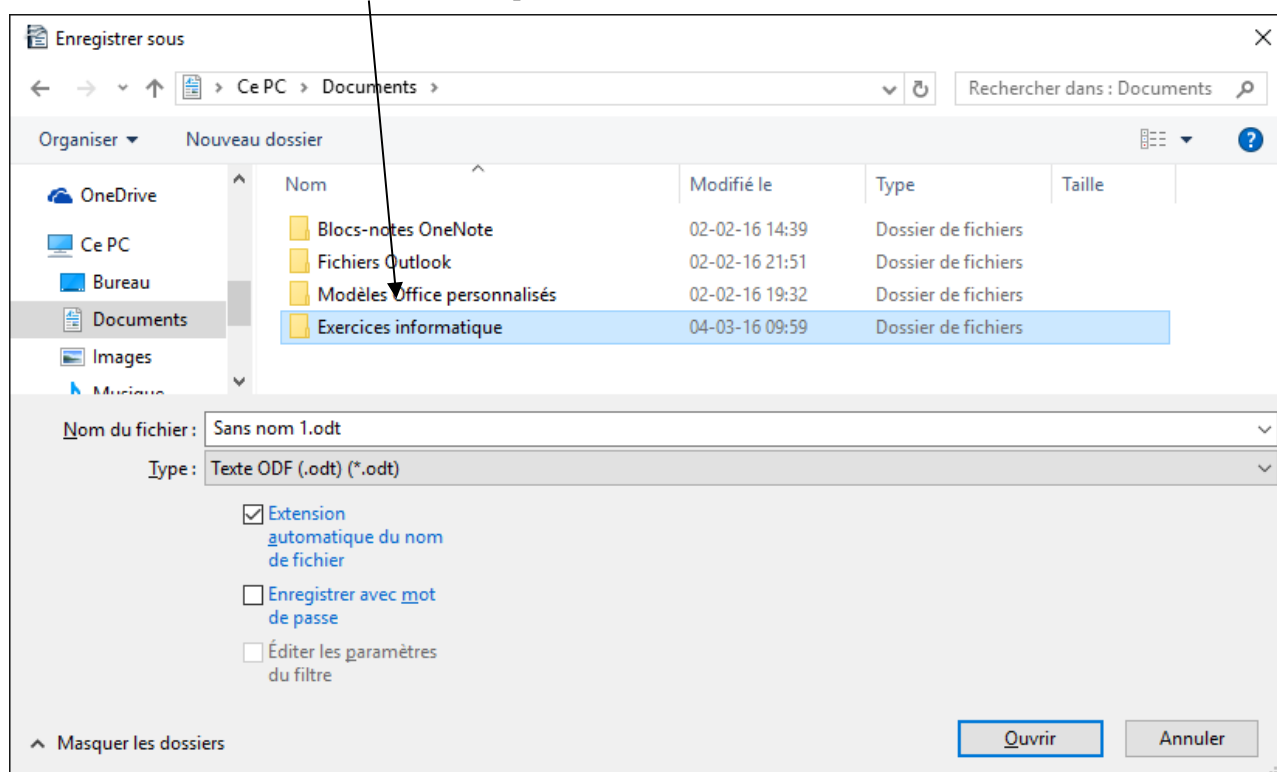 Enregistrer sous
Ce PC > Documents >
Rechercher dans : Documents
Organiser Nouveau dossier
Nom Modifié le Type Taille
OneDrive
Ce PC
Bureau
Documents
Images
Musique
Blocs-notes OneNote 02-02-16 14:39 Dossier de fichiers
Fichiers Outlook 02-02-16 21:51 Dossier de fichiers
Modèles Office personnalisés 02-02-16 19:32 Dossier de fichiers
Exercices informatique 04-03-16 09:59 Dossier de fichiers
Nom du fichier : Sans nom 1.odt
Type : Texte ODF (.odt) (*.odt)
Extension
automatique du nom
de fichier
Enregistrer avec mot
de passe
Éditer les paramètres
du filtre
Masquer les dossiers
Ouvrir Annuler